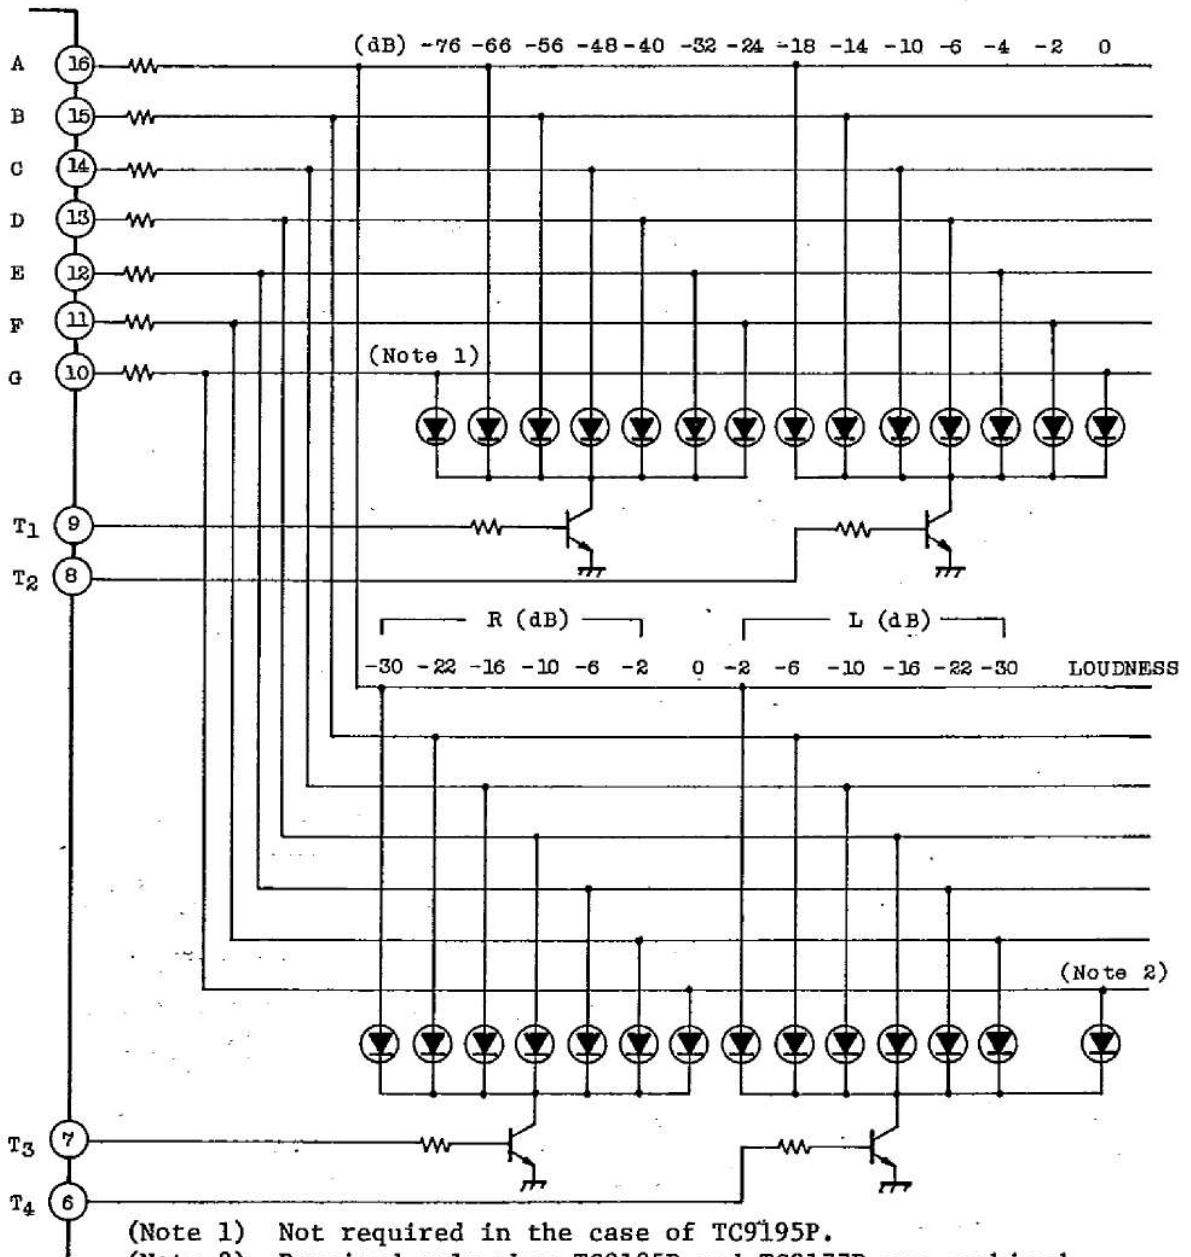 (dB) -76 -66 -56 -48 -40 -32 -24 -18 -14 -10 -6 -4 -2 0
A 16
B 15
C 14
D 13
E 12
F 11
(Note 1)
G 10
T1 9
T2 8
R (dB) L (dB)
-30 -22 -16 -10 -6 -2 0 -2 -6 -10 -16 -22 -30 LOUDNESS
(Note 2)
T3 7
T4 6
(Note 1) Not required in the case of TC9195P.